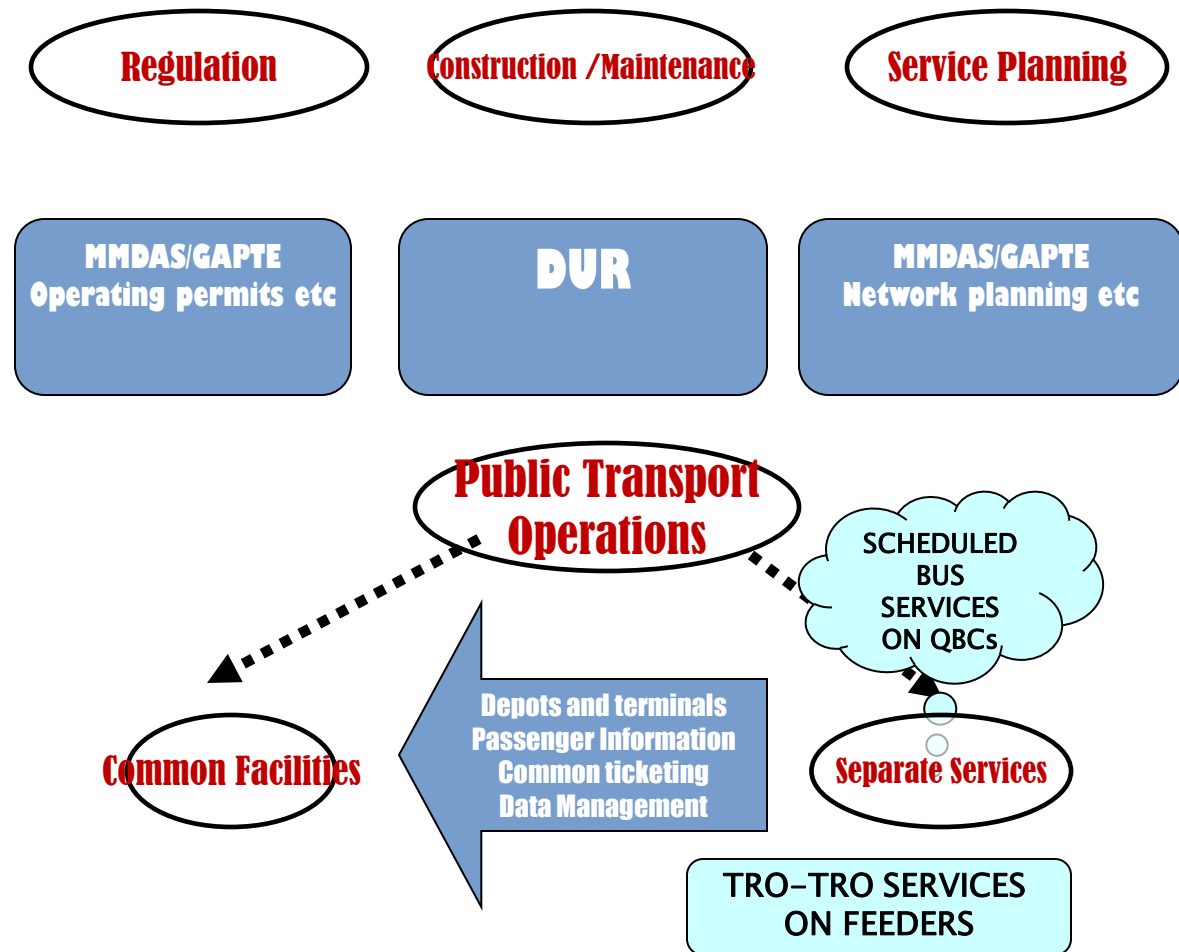 Regulation
Construction /Maintenance
Service Planning
MMDAS/GAPTE
Operating permits etc
DUR
MMDAS/GAPTE
Network planning etc
Public Transport
Operations
SCHEDULED
BUS
SERVICES
ON QBCs
Depots and terminals
Passenger Information
Common ticketing
Data Management
Common Facilities
Separate Services
TRO-TRO SERVICES
ON FEEDERS